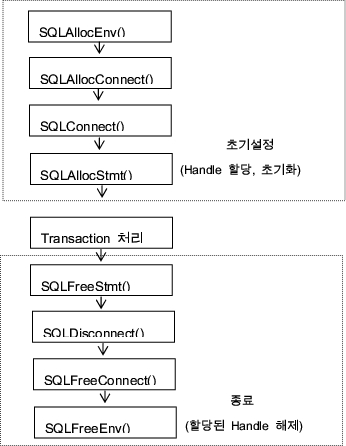 SQLAllocEnv()
SQLAllocConnect()
SQLConnect()
초기설정
SQLAllocStmt()
(Handle 할당, 초기화)
Transaction 처리
SQLFreeStmt()
SQLDisconnect()
SQLFreeConnect()
종료
SQLFreeEnv()
(할당된 Handle 해제)